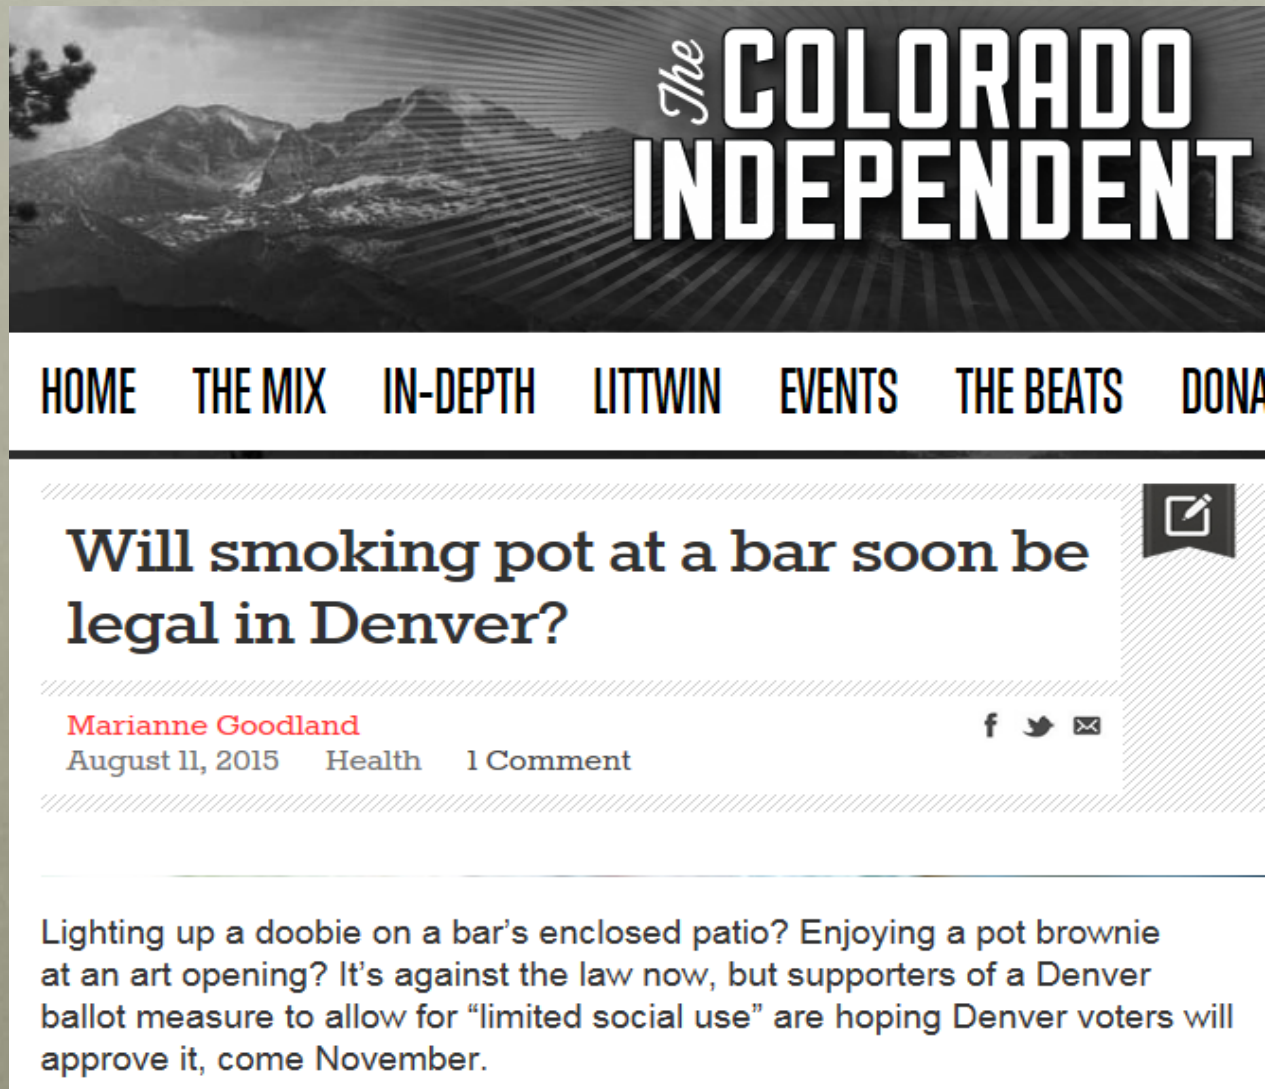 The COLORADO
INDEPENDENT
HOME THE MIX IN-DEPTH LITTWIN EVENTS THE BEATS DONA
Will smoking pot at a bar soon be
legal in Denver?
Marianne Goodland
August 11, 2015 Health 1 Comment
Lighting up a doobie on a bar’s enclosed patio? Enjoying a pot brownie
at an art opening? It’s against the law now, but supporters of a Denver
ballot measure to allow for “limited social use” are hoping Denver voters will
approve it, come November.